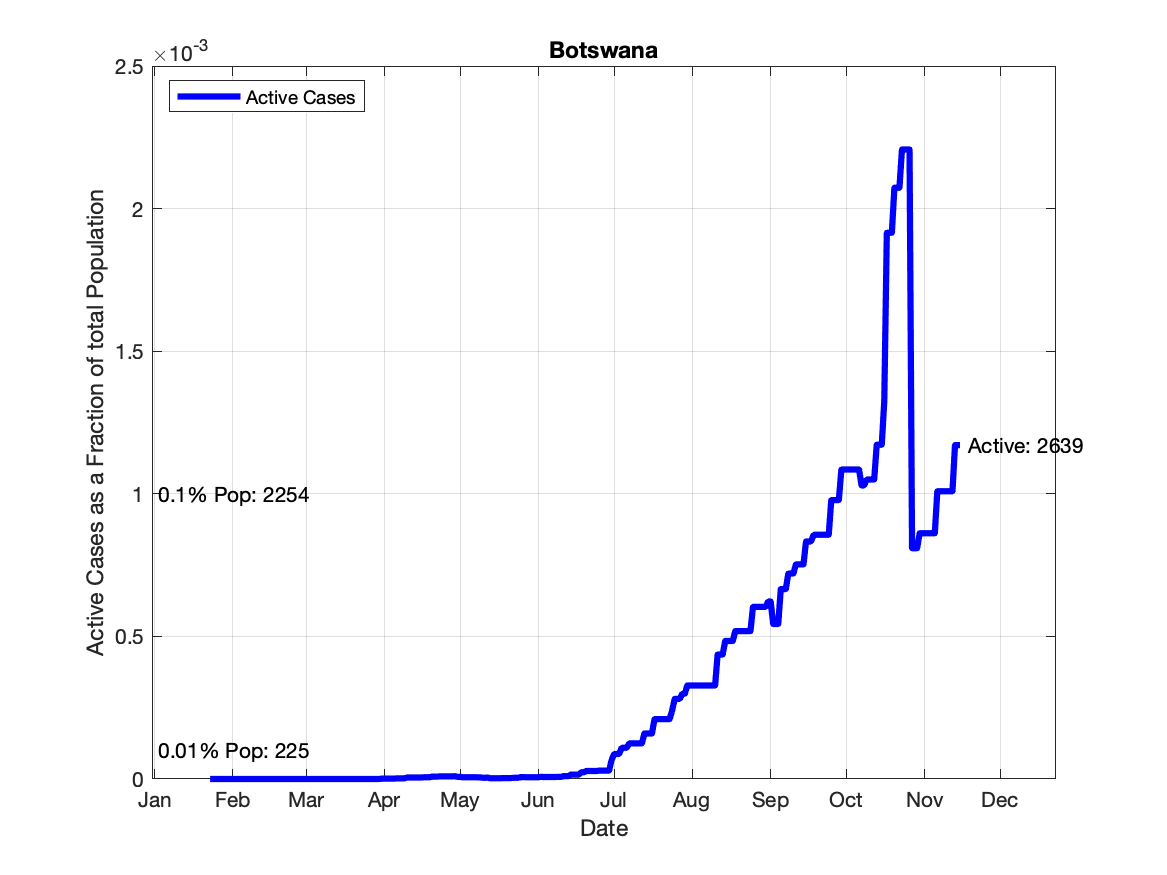 Botswana
×10-3
2.5
Active Cases
2
1.5
1
0.5
0
Active Cases as a Fraction of total Population
0.1% Pop: 2254
0.01% Pop: 225
Active: 2639
Jan Feb Mar Apr May Jun Jul Aug Sep Oct Nov Dec
Date